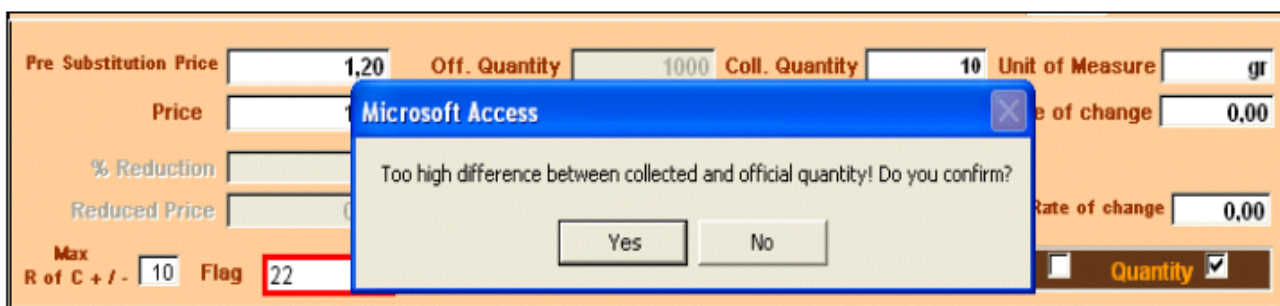 Pre Substitution Price 1,20 Off. Quantity 1000 Coll. Quantity 10 Unit of Measure gr
Price 1 e of change 0,00
Microsoft Access
Too high difference between collected and official quantity! Do you confirm?
% Reduction
Reduced Price 0 Rate of change 0,00
Yes No
Max
R of C + / - 10 Flag 22 Quantity